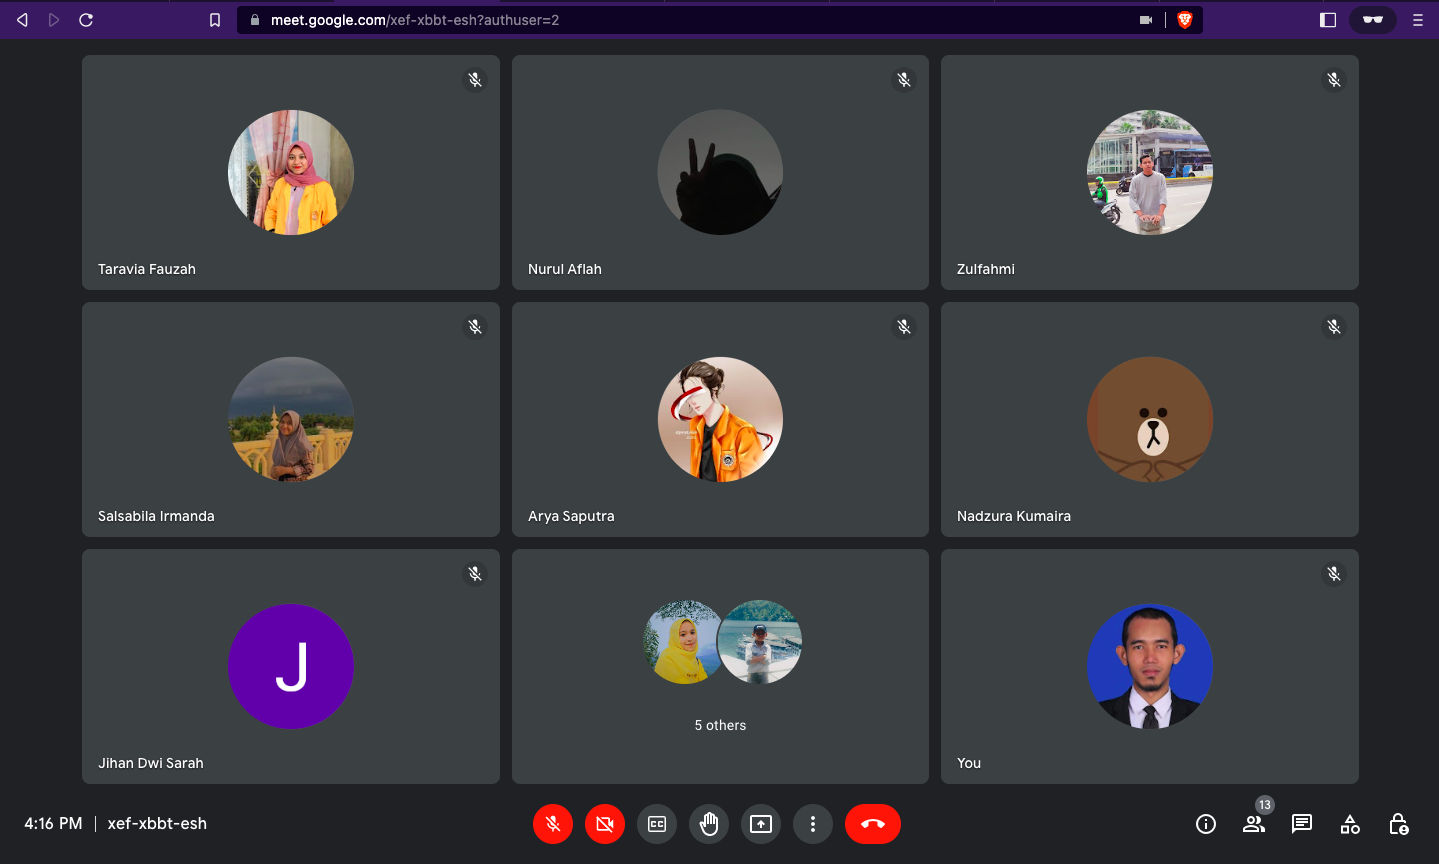 meet.google.com/xef-xbbt-esh?authuser=2
Taravia Fauzah
Nurul Aflah
Zulfahmi
Salsabila Irmanda
Arya Saputra
Nadzura Kumaira
J
Jihan Dwi Sarah
5 others
You
13
4:16 PM | xef-xbbt-esh
CC